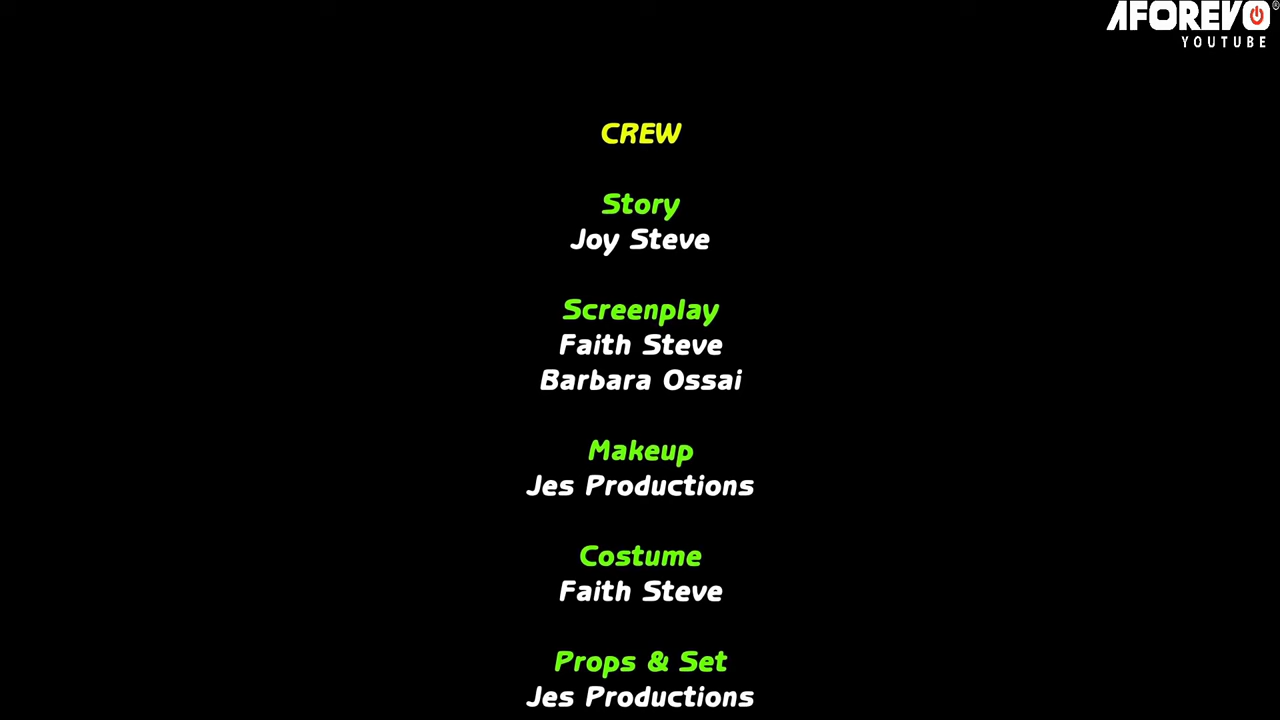 AFOREVO®
YOUTUBE
CREW
Story
Joy Steve
Screenplay
Faith Steve
Barbara Ossai
Makeup
Jes Productions
Costume
Faith Steve
Props & Set
Jes Productions